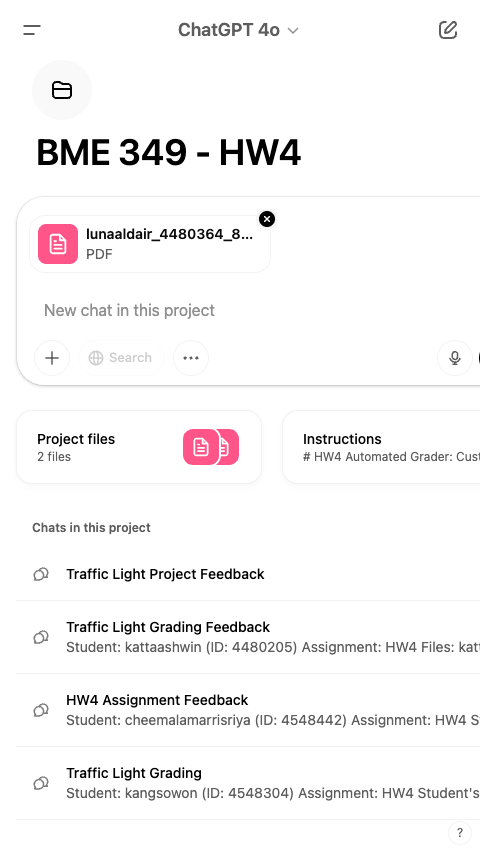 ChatGPT 4o
BME 349 - HW4
lunaaldair_4480364_8...
PDF
New chat in this project
Search
Project files
2 files
Instructions
# HW4 Automated Grader: Cust
Chats in this project
Traffic Light Project Feedback
Traffic Light Grading Feedback
Student: kattaashwin (ID: 4480205) Assignment: HW4 Files: katt
HW4 Assignment Feedback
Student: cheemalamarrisriya (ID: 4548442) Assignment: HW4 S
Traffic Light Grading
Student: kangsowon (ID: 4548304) Assignment: HW4 Student's
?